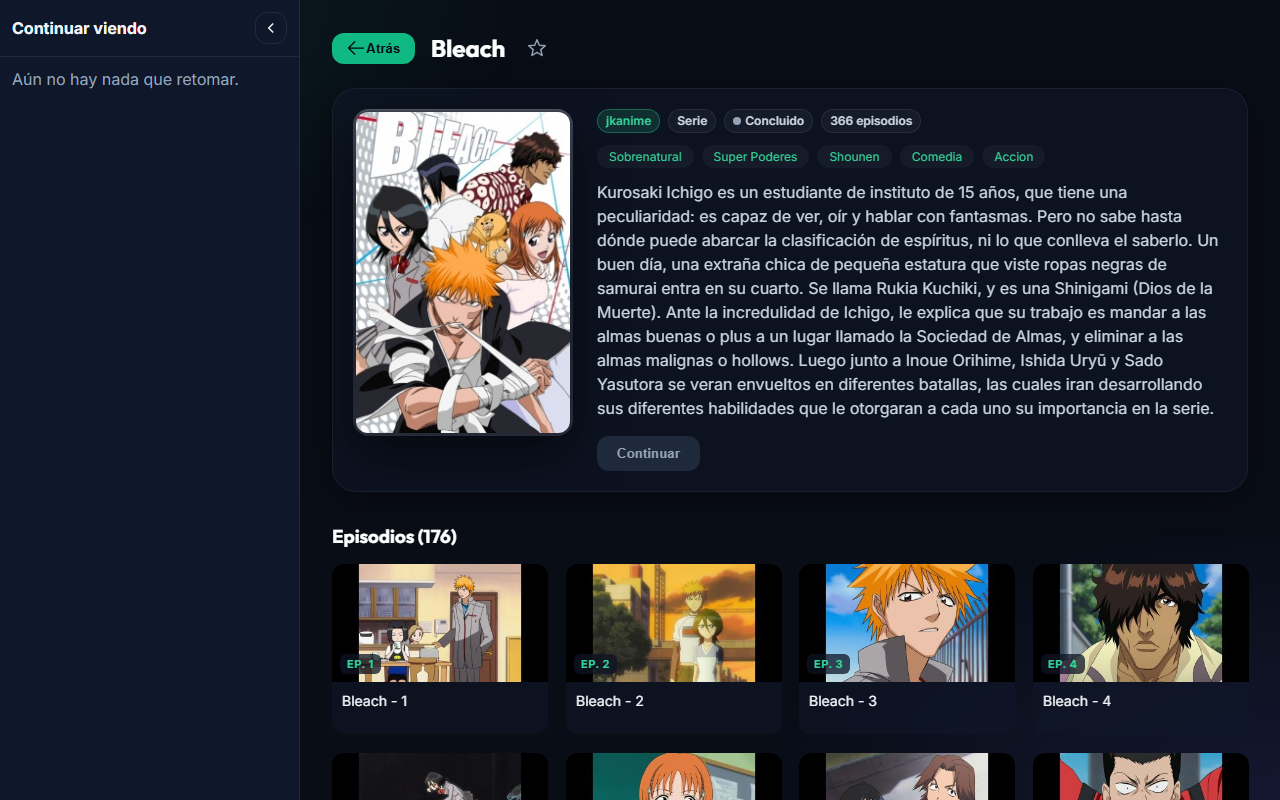 Continuar viendo
Aún no hay nada que retomar.
Atrás
Bleach
BLEACH
jkanime
Serie
Concluido
366 episodios
Sobrenatural
Super Poderes
Shounen
Comedia
Accion
Kurosaki Ichigo es un estudiante de instituto de 15 años, que tiene una
peculiaridad: es capaz de ver, oír y hablar con fantasmas. Pero no sabe hasta
dónde puede abarcar la clasificación de espíritus, ni lo que conlleva el saberlo. Un
buen día, una extraña chica de pequeña estatura que viste ropas negras de
samurai entra en su cuarto. Se llama Rukia Kuchiki, y es una Shinigami (Dios de la
Muerte). Ante la incredulidad de Ichigo, le explica que su trabajo es mandar a las
almas buenas o plus a un lugar llamado la Sociedad de Almas, y eliminar a las
almas malignas o hollows. Luego junto a Inoue Orihime, Ishida Uryū y Sado
Yasutora se veran envueltos en diferentes batallas, las cuales iran desarrollando
sus diferentes habilidades que le otorgaran a cada uno su importancia en la serie.
Continuar
Episodios (176)
EP. 1
EP. 2
EP. 3
EP. 4
Bleach - 1
Bleach - 2
Bleach - 3
Bleach - 4